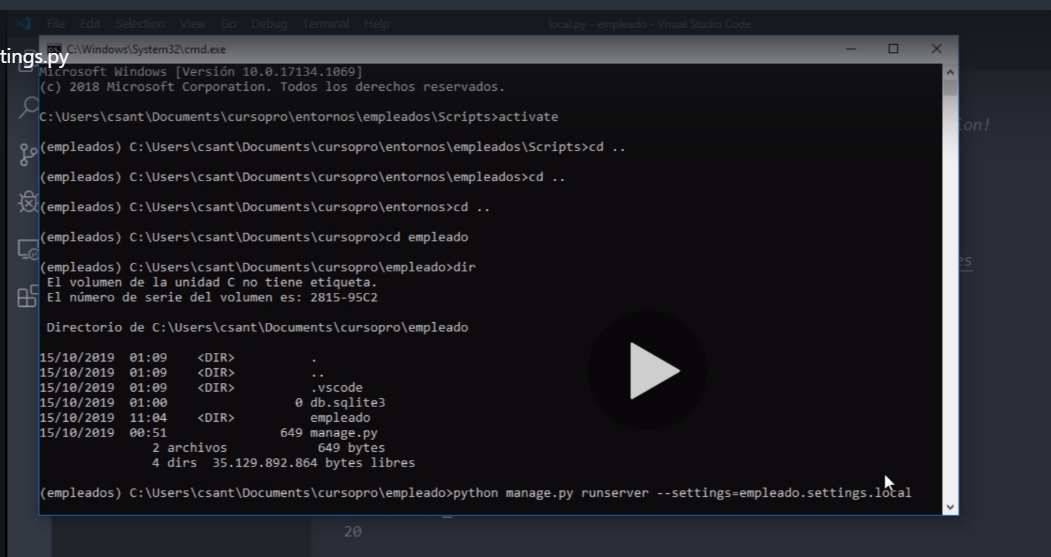 File Edit Selection View Go Debug Terminal Help
local.py - empleado - Visual Studio Code
C:\Windows\System32\cmd.exe
tings.py
Microsoft Windows [Versión 10.0.17134.1069]
(c) 2018 Microsoft Corporation. Todos los derechos reservados.
C:\Users\csant\Documents\cursopro\entornos\empleados\Scripts>activate
ion!
(empleados) C:\Users\csant\Documents\cursopro\entornos\empleados\Scripts>cd ..
(empleados) C:\Users\csant\Documents\cursopro\entornos\empleados>cd ..
(empleados) C:\Users\csant\Documents\cursopro\entornos>cd ..
(empleados) C:\Users\csant\Documents\cursopro>cd empleado
(empleados) C:\Users\csant\Documents\cursopro\empleado>dir
es
El volumen de la unidad C no tiene etiqueta.
El número de serie del volumen es: 2815-95C2
Directorio de C:\Users\csant\Documents\cursopro\empleado
15/10/2019 01:09 <DIR> .
15/10/2019 01:09 <DIR> ..
15/10/2019 01:09 <DIR> .vscode
15/10/2019 01:00 0 db.sqlite3
15/10/2019 11:04 <DIR> empleado
15/10/2019 00:51 649 manage.py
2 archivos 649 bytes
4 dirs 35.129.892.864 bytes libres
(empleados) C:\Users\csant\Documents\cursopro\empleado>python manage.py runserver --settings=empleado.settings.local
20